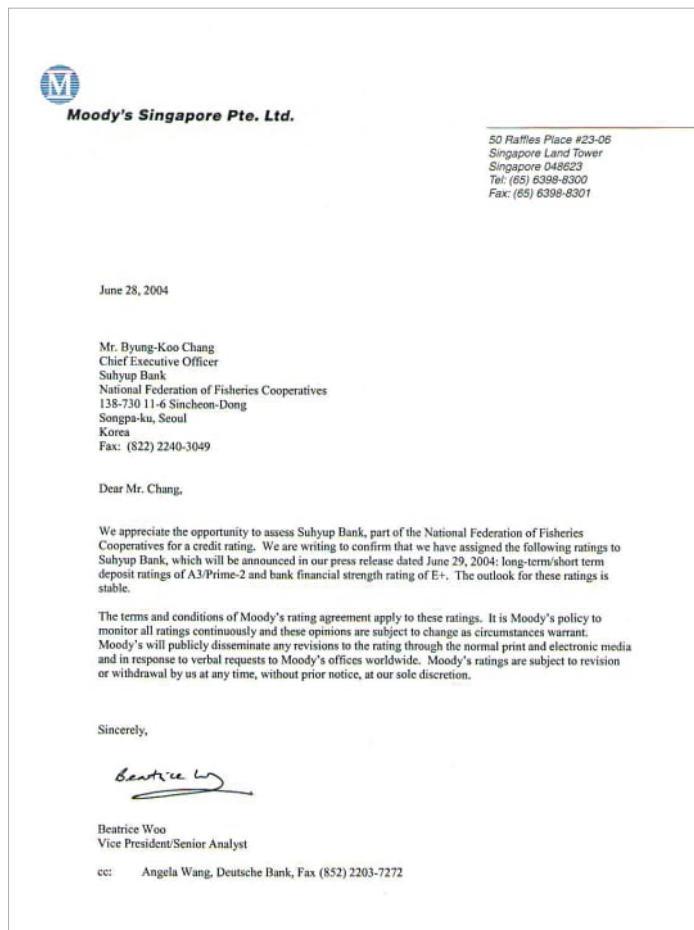 M
Moody's Singapore Pte. Ltd.
50 Raffles Place #23-06
Singapore Land Tower
Singapore 048623
Tel: (65) 6398-8300
Fax: (65) 6398-8301
June 28, 2004
Mr. Byung-Koo Chang
Chief Executive Officer
Suhyup Bank
National Federation of Fisheries Cooperatives
138-730 11-6 Sincheon-Dong
Songpa-ku, Seoul
Korea
Fax: (822) 2240-3049
Dear Mr. Chang,
We appreciate the opportunity to assess Suhyup Bank, part of the National Federation of Fisheries
Cooperatives for a credit rating. We are writing to confirm that we have assigned the following ratings to
Suhyup Bank, which will be announced in our press release dated June 29, 2004: long-term/short term
deposit ratings of A3/Prime-2 and bank financial strength rating of E+. The outlook for these ratings is
stable.
The terms and conditions of Moody's rating agreement apply to these ratings. It is Moody's policy to
monitor all ratings continuously and these opinions are subject to change as circumstances warrant.
Moody's will publicly disseminate any revisions to the rating through the normal print and electronic media
and in response to verbal requests to Moody's offices worldwide. Moody's ratings are subject to revision
or withdrawal by us at any time, without prior notice, at our sole discretion.
Sincerely,
Beatrice Woo
Beatrice Woo
Vice President/Senior Analyst
cc: Angela Wang, Deutsche Bank, Fax (852) 2203-7272